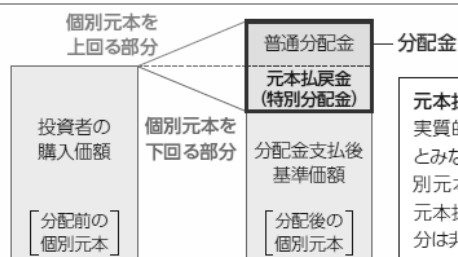 個別元本を
上回る部分
普通分配金
分配金
元本払戻金
(特別分配金)
投資者の
購入価額
個別元本を
下回る部分
分配金支払後
基準価額
[分配前の
個別元本]
[分配後の
個別元本]
元本
実質的
とみな
別元本
元本払
分は非